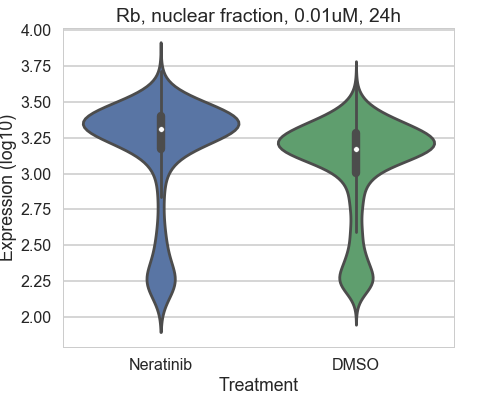 Rb, nuclear fraction, 0.01uM, 24h
Expression (log10)
4.00
3.75
3.50
3.25
3.00
2.75
2.50
2.25
2.00
Neratinib DMSO
Treatment